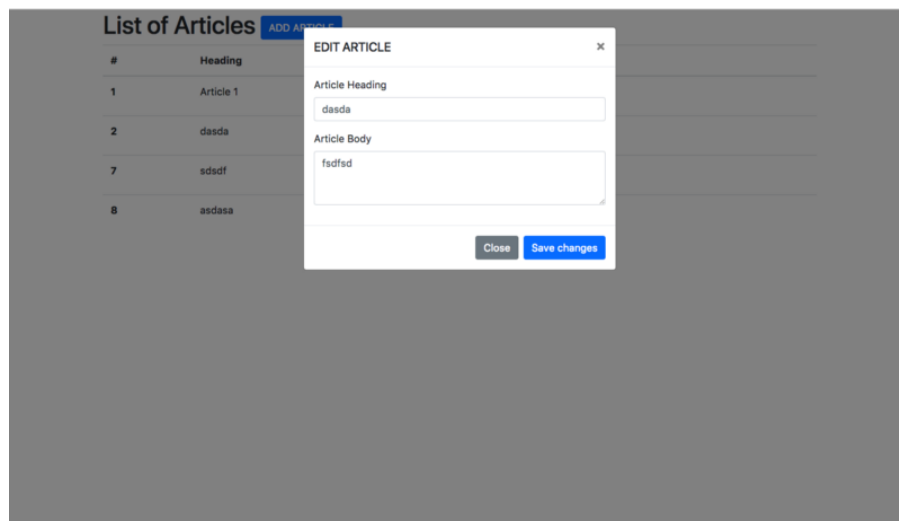 List of Articles ADD ARTICLE
# Heading
1 Article 1
2 dasda
7 sdsdf
8 asdasa
EDIT ARTICLE ×
Article Heading
dasda
Article Body
fsdfsd
Close Save changes